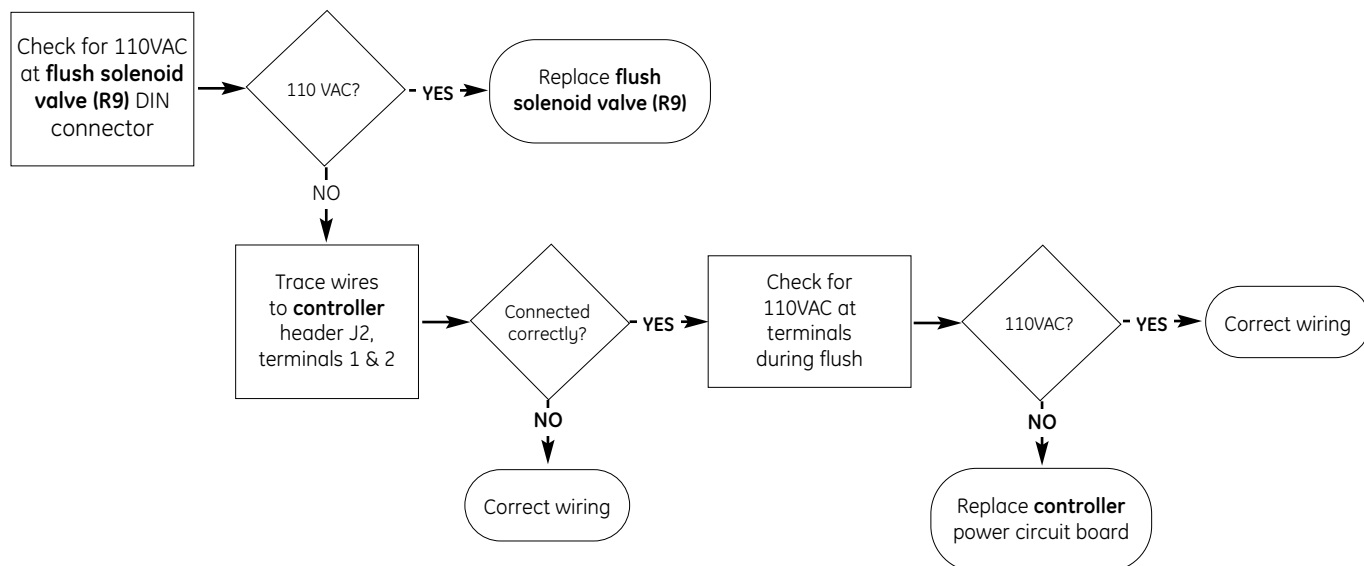 Check for 110VAC
at flush solenoid
valve (R9) DIN
connector
110 VAC?
YES
Replace flush
solenoid valve (R9)
NO
Trace wires
to controller
header J2,
terminals 1 & 2
Connected
correctly?
YES
Check for
110VAC at
terminals
during flush
110VAC?
YES
Correct wiring
NO
Correct wiring
NO
Replace controller
power circuit board